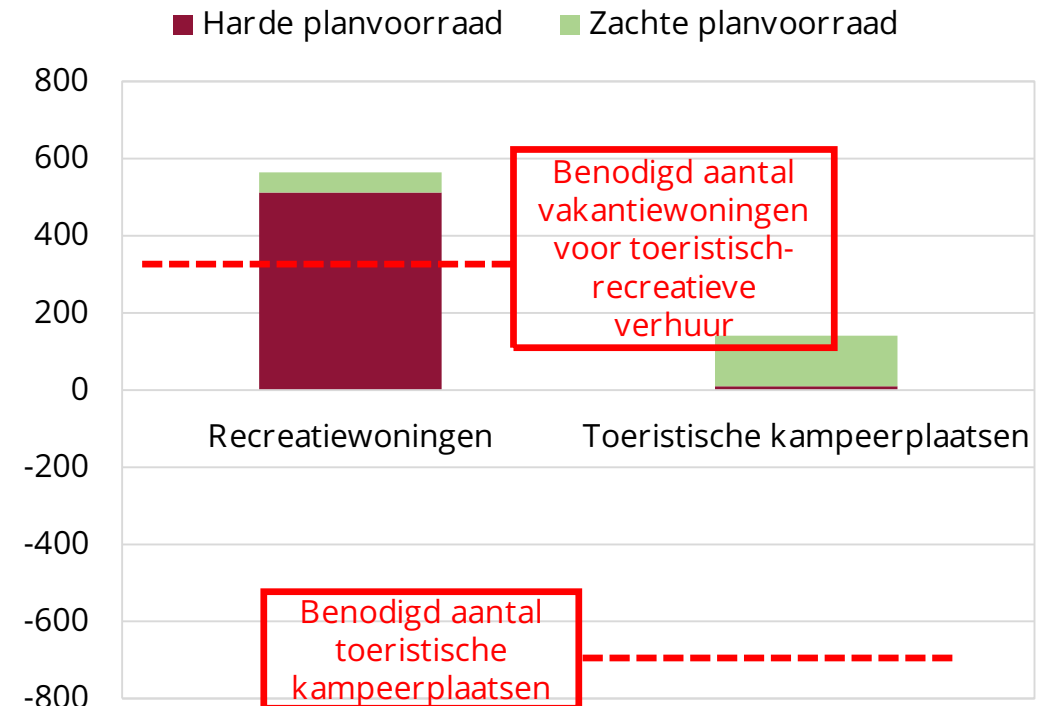 Harde planvoorraad
Zachte planvoorraad
800
600
400
200
0
-200
-400
-600
-800
Benodigd aantal
vakantiewoningen
voor toeristisch-
recreatieve
verhuur
Recreatiewoningen
Toeristische kampeerplaatsen
Benodigd aantal
toeristische
kampeerplaatsen